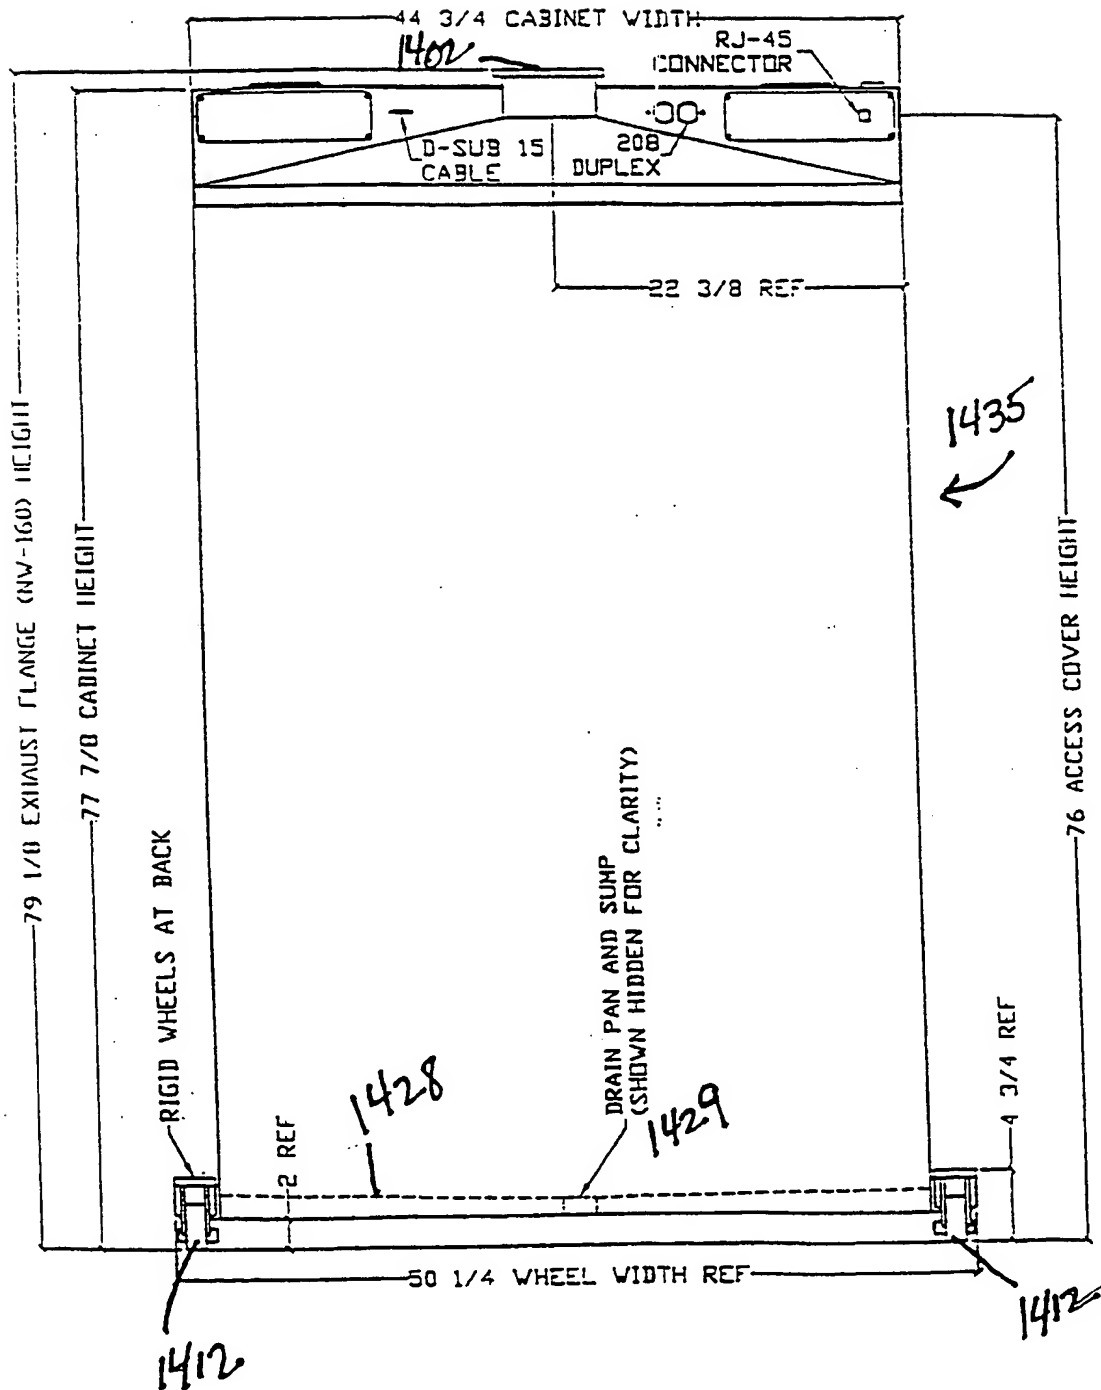 44 3/4 CABINET WIDTH
1402
RJ-45
CONNECTOR
D-SUB 15
CABLE
208
DUPLEX
22 3/8 REF
1435
79 1/8 EXHAUST FLANGE (NW-160) HEIGHT
77 7/8 CABINET HEIGHT
76 ACCESS COVER HEIGHT
RIGID WHEELS AT BACK
DRAIN PAN AND SUMP
(SHOWN HIDDEN FOR CLARITY)
1428
1429
2 REF
4 3/4 REF
50 1/4 WHEEL WIDTH REF
1412
1412